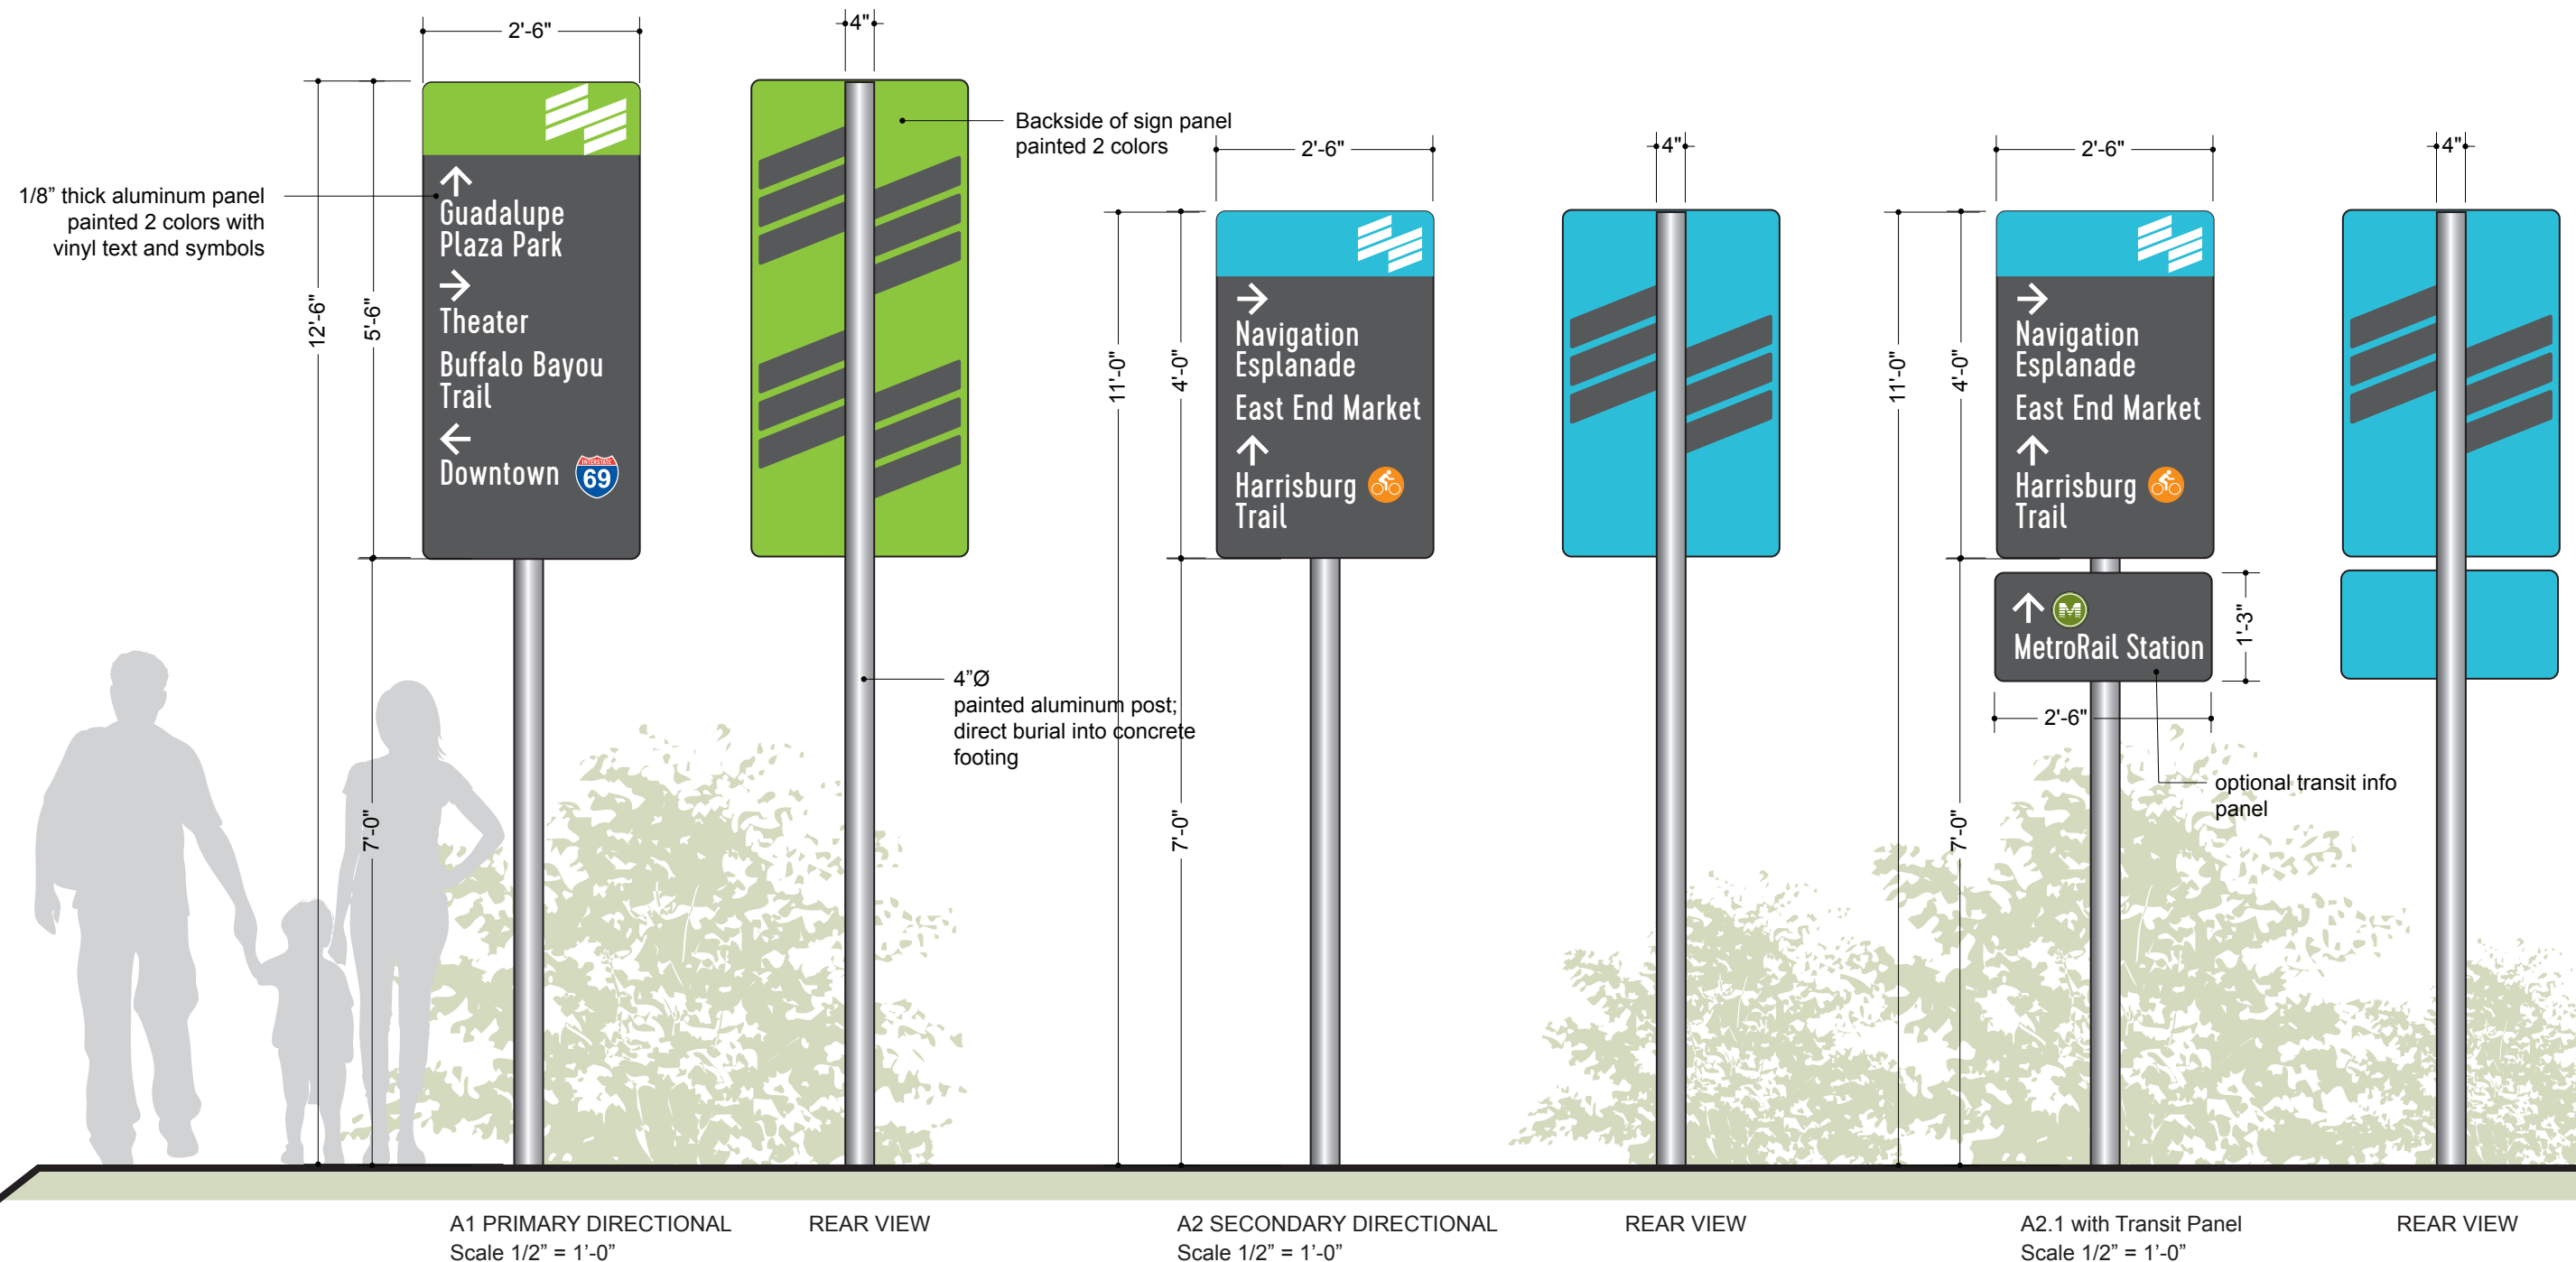 2'-6"
4"
12'-6"
5'-6"
7'-0"
1/8” thick aluminum panel
painted 2 colors with
vinyl text and symbols
Guadalupe
Plaza Park
Theater
Buffalo Bayou
Trail
Downtown
INTERSTATE
69
Backside of sign panel
painted 2 colors
4”Ø
painted aluminum post;
direct burial into concrete
footing
2'-6"
4"
11'-0"
4'-0"
7'-0"
Navigation
Esplanade
East End Market
Harrisburg
Trail
2'-6"
4"
11'-0"
4'-0"
7'-0"
Navigation
Esplanade
East End Market
Harrisburg
Trail
M
MetroRail Station
1'-3"
2'-6"
optional transit info
panel
A1 PRIMARY DIRECTIONAL
Scale 1/2” = 1’-0”
REAR VIEW
A2 SECONDARY DIRECTIONAL
Scale 1/2” = 1’-0”
REAR VIEW
A2.1 with Transit Panel
Scale 1/2” = 1’-0”
REAR VIEW